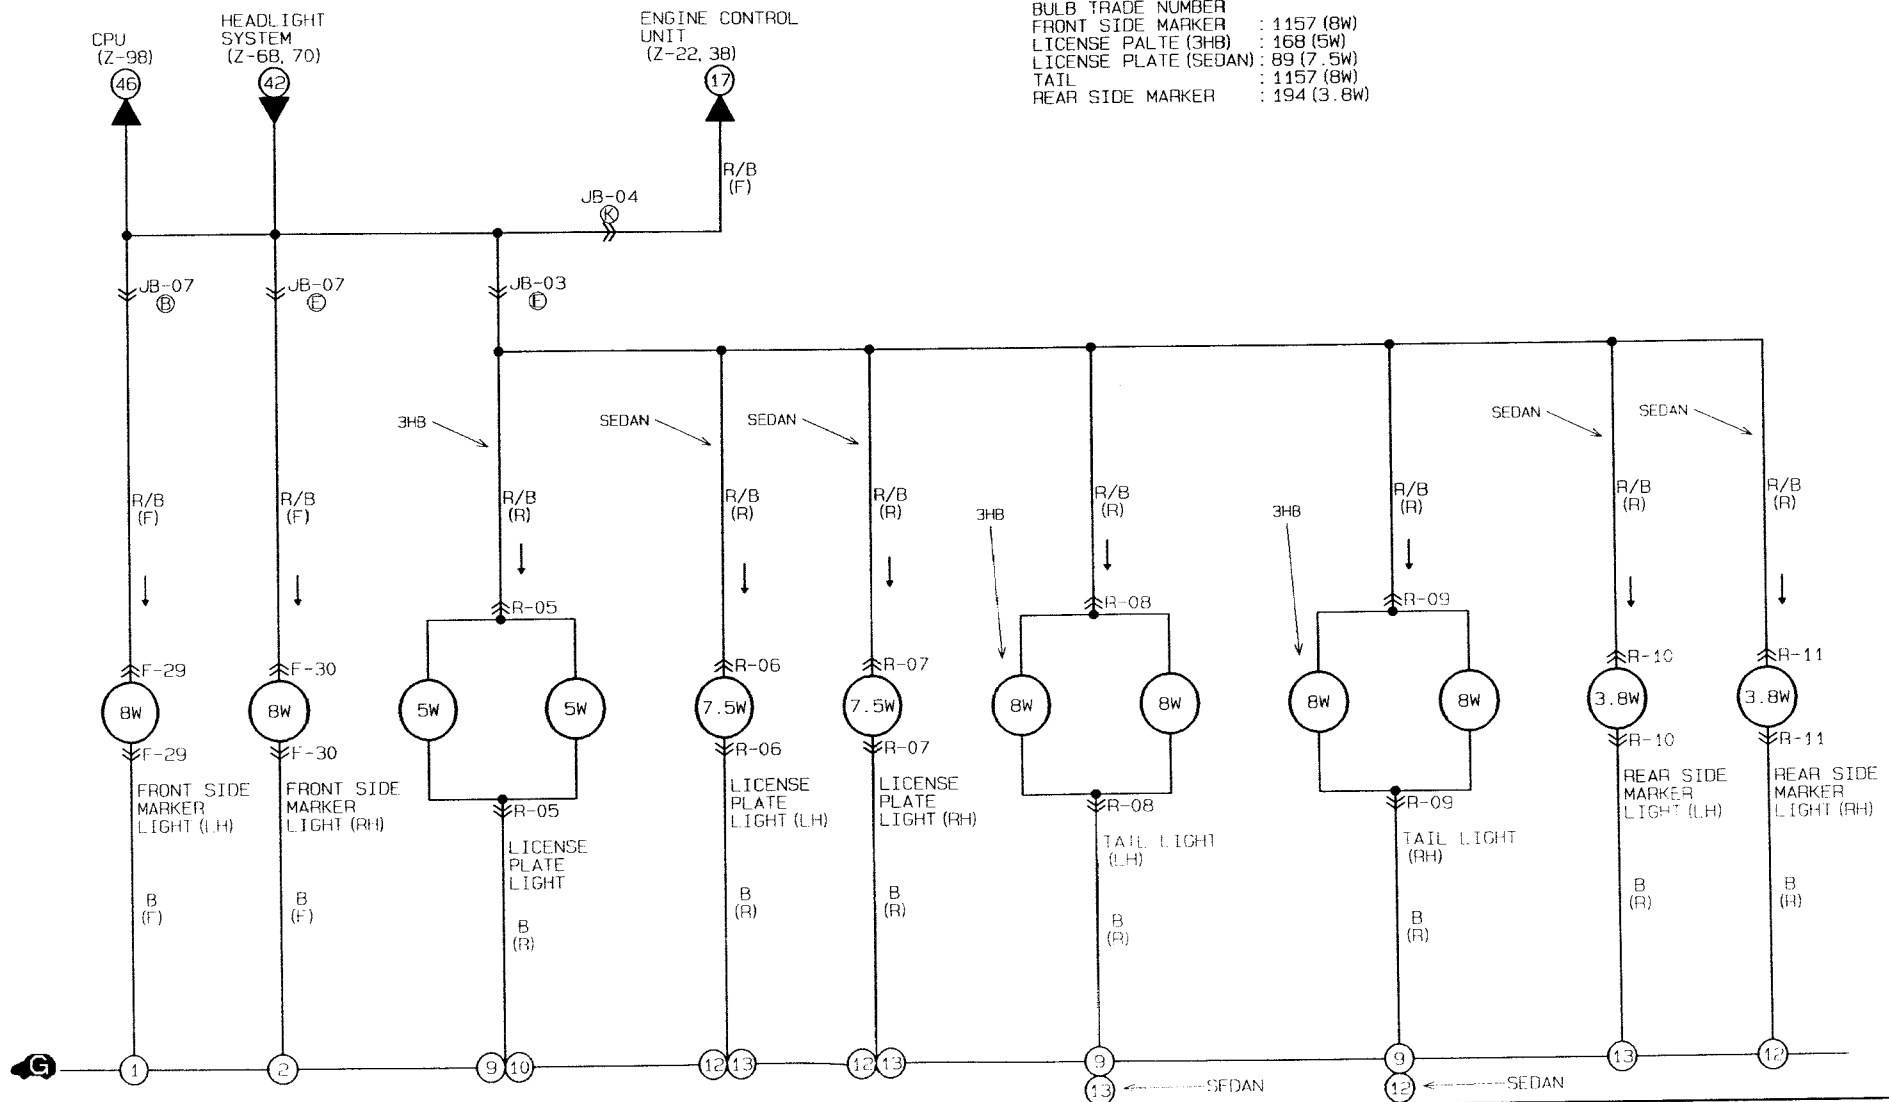 CPU
(Z-98)
46
HEADLIGHT
SYSTEM
(Z-68, 70)
42
ENGINE CONTROL
UNIT
(Z-22, 38)
17
BULB TRADE NUMBER
FRONT SIDE MARKER : 1157 (8W)
LICENSE PALTE (3HB) : 168 (5W)
LICENSE PLATE (SEDAN) : 89 (7.5W)
TAIL : 1157 (8W)
REAR SIDE MARKER : 194 (3.8W)
R/B
(F)
JB-04
K
JB-07
B
JB-07
E
JB-03
E
3HB
SEDAN
SEDAN
SEDAN
SEDAN
R/B
(F)
R/B
(F)
R/B
(R)
R/B
(R)
R/B
(R)
3HB
R/B
(R)
3HB
R/B
(R)
R/B
(R)
R/B
(R)
F-29
F-30
R-05
R-06
R-07
R-08
R-09
R-10
R-11
8W
8W
5W
5W
7.5W
7.5W
8W
8W
8W
8W
3.8W
3.8W
F-29
F-30
R-05
R-06
R-07
R-08
R-09
R-10
R-11
FRONT SIDE
MARKER
LIGHT (LH)
FRONT SIDE
MARKER
LIGHT (RH)
LICENSE
PLATE
LIGHT
LICENSE
PLATE
LIGHT (LH)
LICENSE
PLATE
LIGHT (RH)
TAIL LIGHT
(LH)
TAIL LIGHT
(RH)
REAR SIDE
MARKER
LIGHT (LH)
REAR SIDE
MARKER
LIGHT (RH)
B
(F)
B
(F)
B
(R)
B
(R)
B
(R)
B
(R)
B
(R)
B
(R)
B
(R)
G
1
2
9 10
12 13
12 13
9
13
SEDAN
9
12
SEDAN
13
12